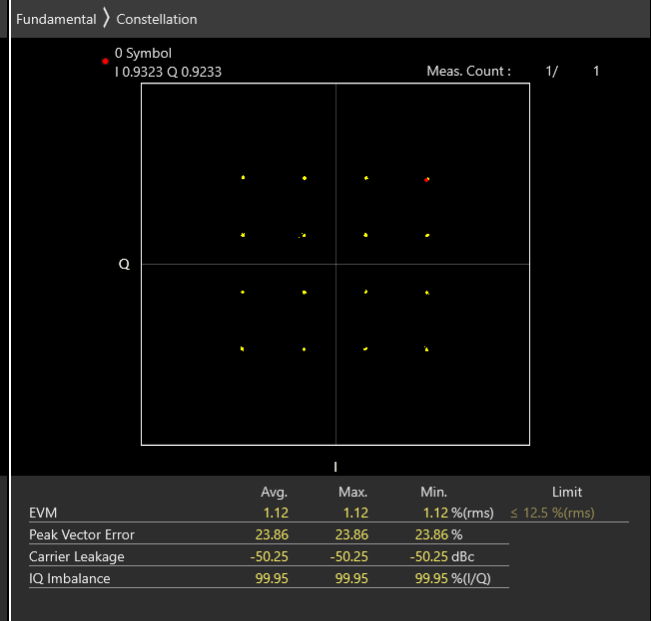 Fundamental 〉 Constellation
0 Symbol
I 0.9323 Q 0.9233
Meas. Count : 1/ 1
Q
I
Avg. Max. Min. Limit
EVM 1.12 1.12 1.12 %(rms) ≤ 12.5 %(rms)
Peak Vector Error 23.86 23.86 23.86 %
Carrier Leakage -50.25 -50.25 -50.25 dBc
IQ Imbalance 99.95 99.95 99.95 %(I/Q)